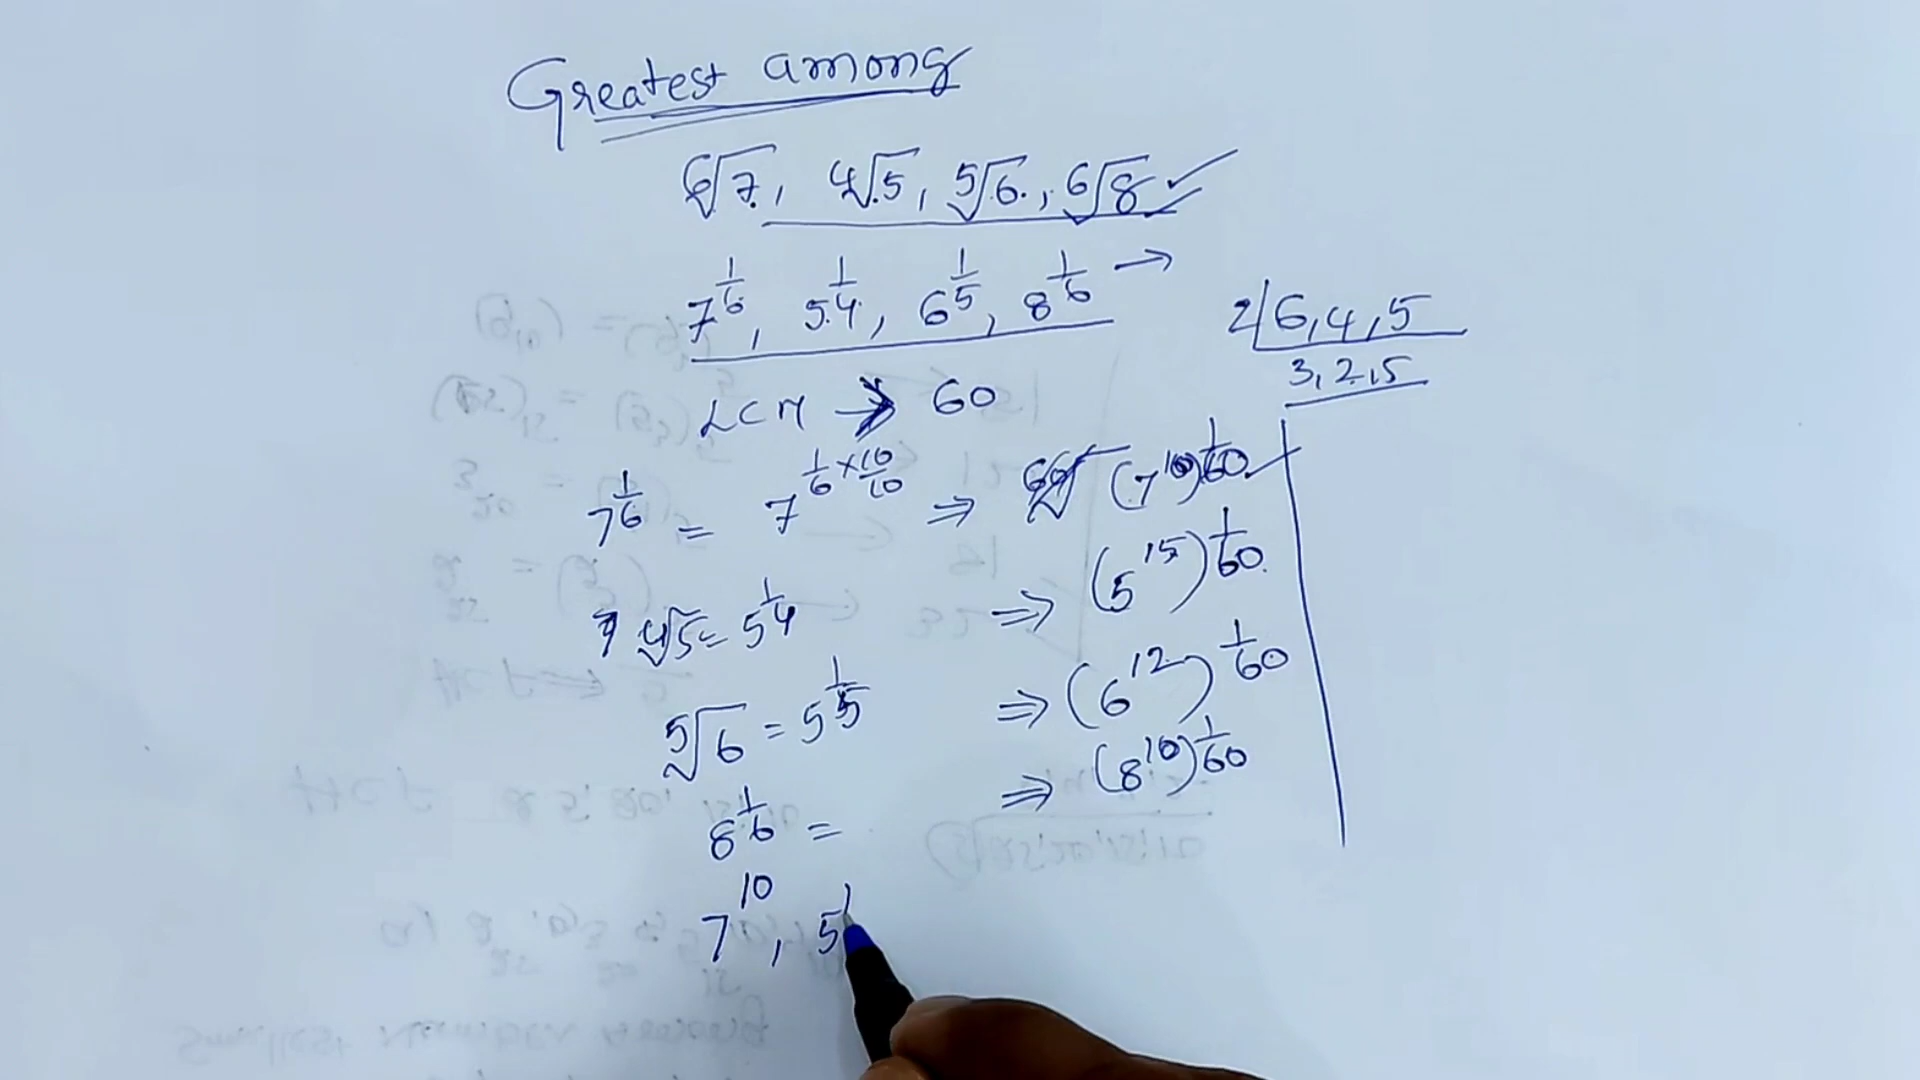 Greatest among
⁶√7, ⁴√5, ⁵√6, ⁶√8 ✓
7^(1/6), 5^(1/4), 6^(1/5), 8^(1/6) →
2|6,4,5
3,2,5
LCM → 60
7^(1/6) = 7^(1/6 × 10/10) ⇒ (7^10)^(1/60)
⁴√5 = 5^(1/4) ⇒ (5^15)^(1/60)
⁵√6 = 5^(1/5) ⇒ (6^12)^(1/60)
8^(1/6) = ⇒ (8^10)^(1/60)
7^10, 5^1